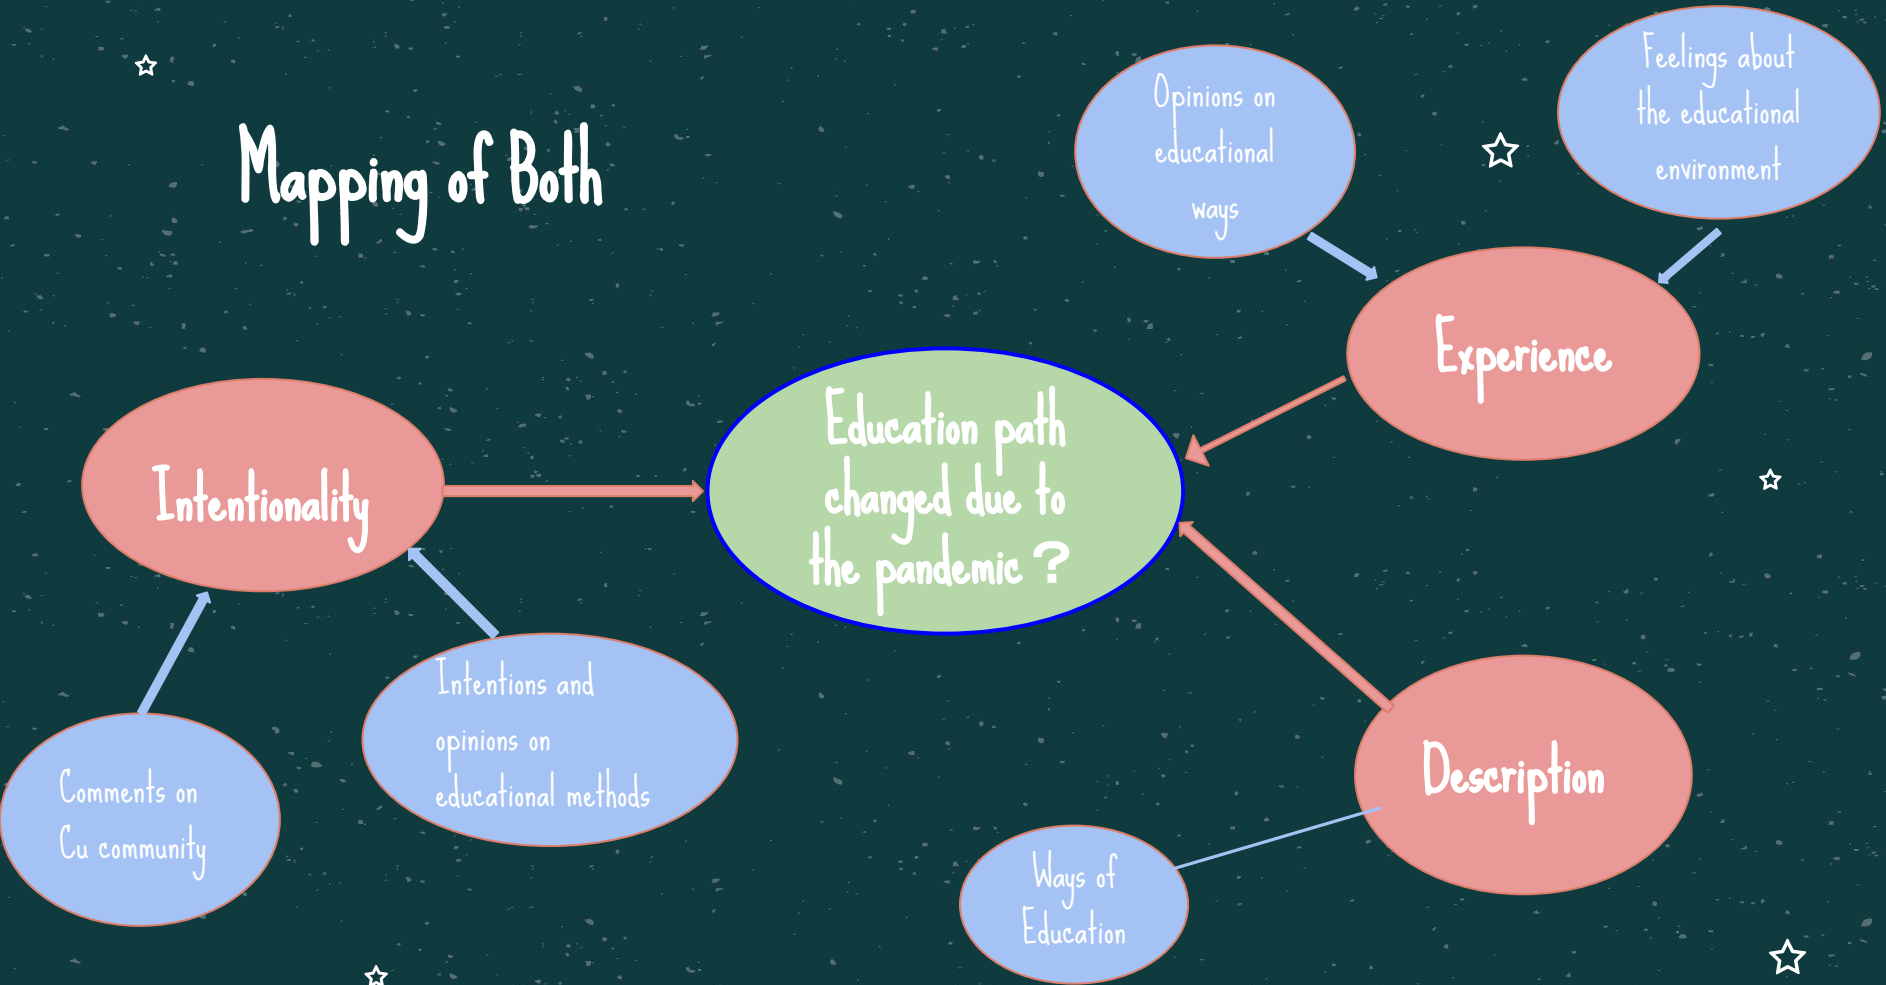 Mapping of Both
Opinions on
educational
ways
Feelings about
the educational
environment
Experience
Education path
changed due to
the pandemic ?
Intentionality
Intentions and
opinions on
educational methods
Comments on
Cu community
Description
Ways of
Education